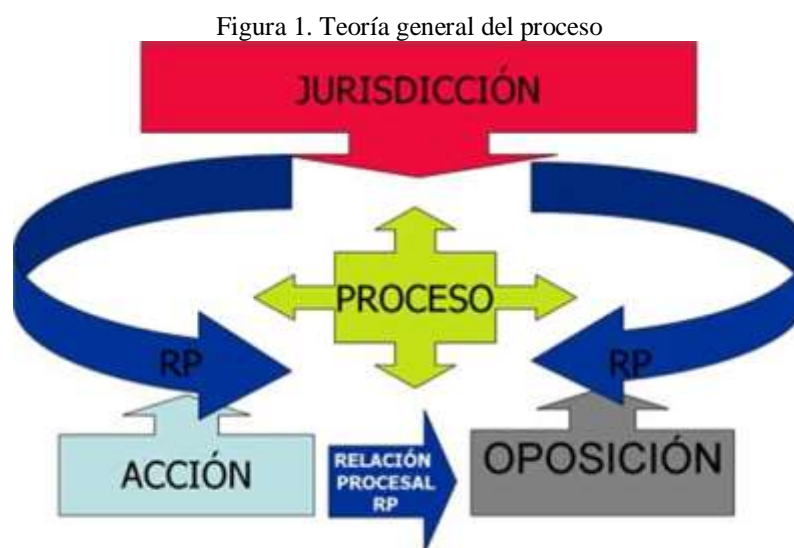 Figura 1. Teoría general del proceso
JURISDICCIÓN
PROCESO
RP
RP
ACCIÓN
RELACIÓN
PROCESAL
RP
OPOSICIÓN